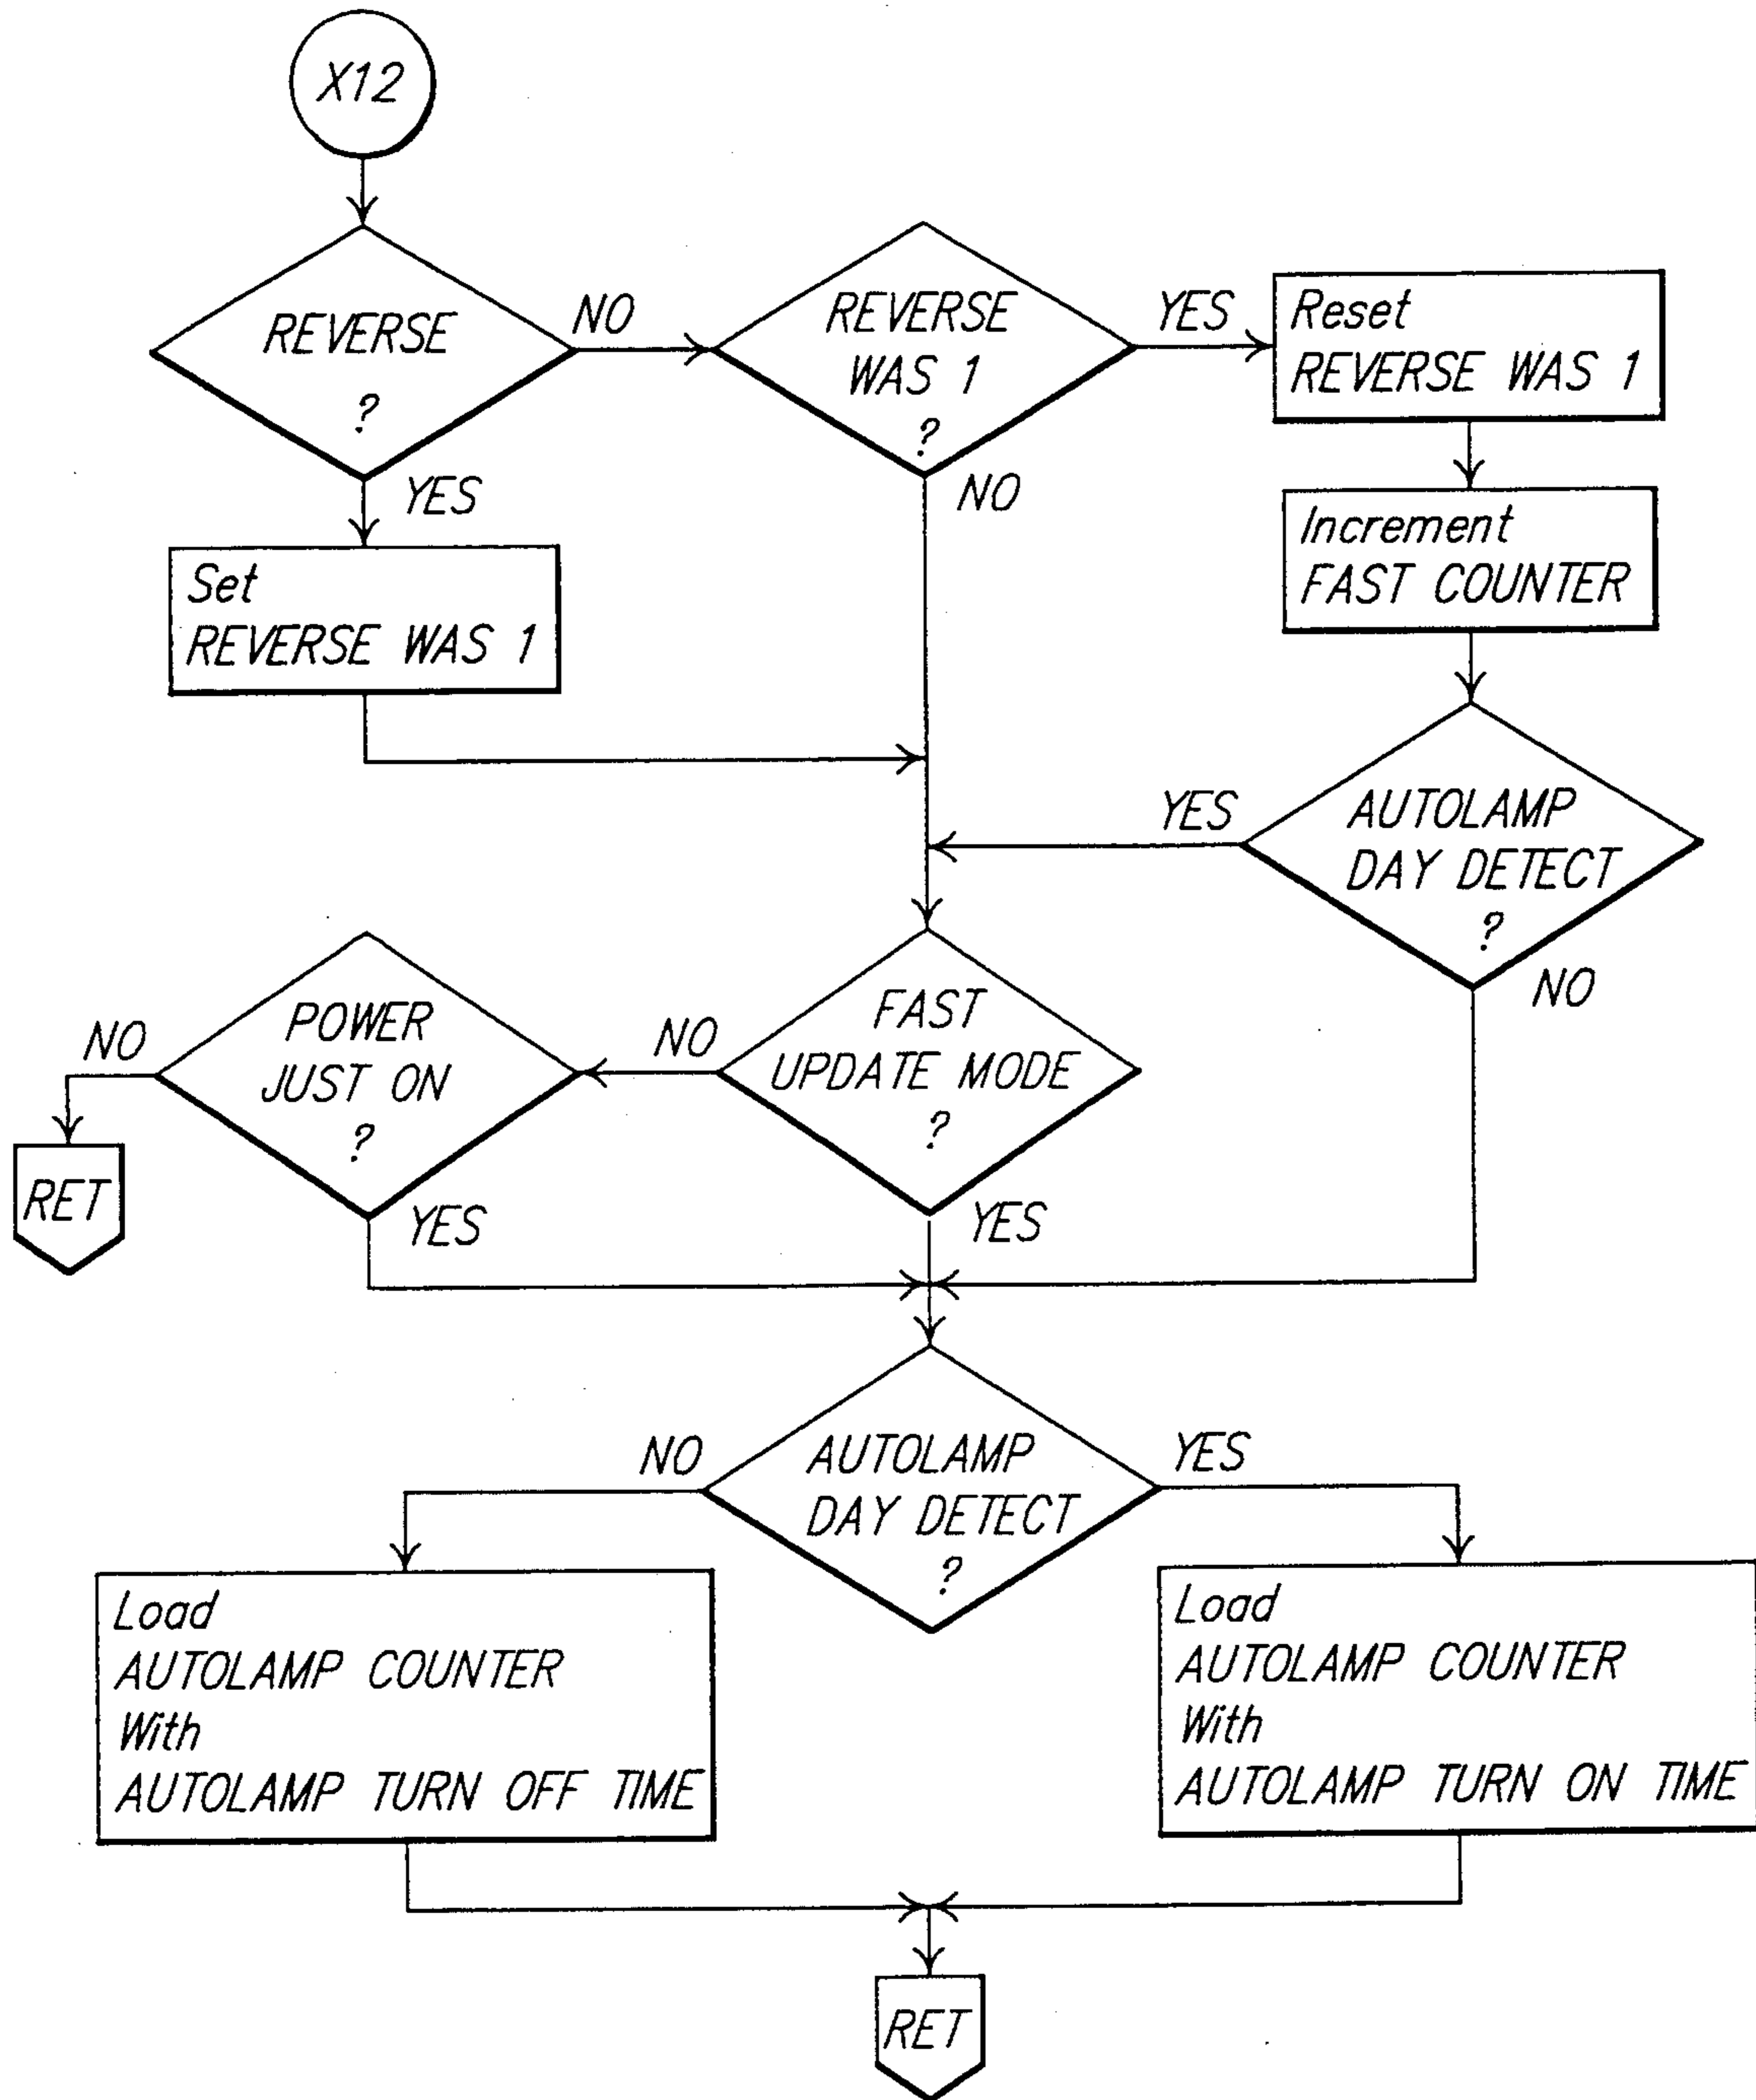 X12
REVERSE
?
NO
YES
REVERSE
WAS 1
?
YES
NO
Reset
REVERSE WAS 1
Increment
FAST COUNTER
Set
REVERSE WAS 1
AUTOLAMP
DAY DETECT
?
YES
NO
FAST
UPDATE MODE
?
NO
YES
POWER
JUST ON
?
NO
YES
RET
AUTOLAMP
DAY DETECT
?
NO
YES
Load
AUTOLAMP COUNTER
With
AUTOLAMP TURN OFF TIME
Load
AUTOLAMP COUNTER
With
AUTOLAMP TURN ON TIME
RET